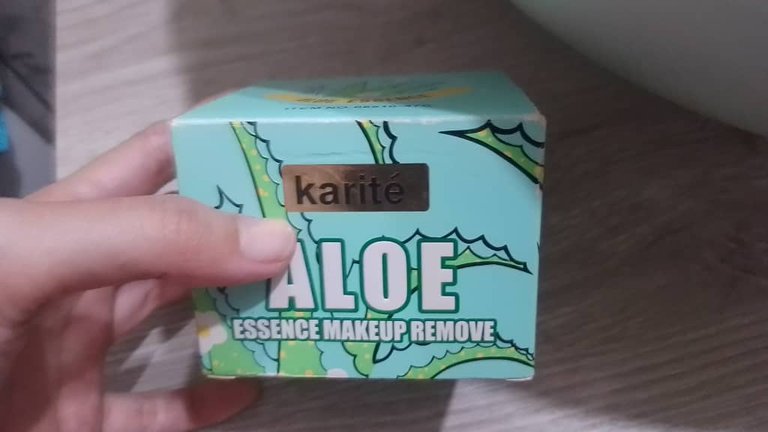 karité
ALOE
ESSENCE MAKEUP REMOVE